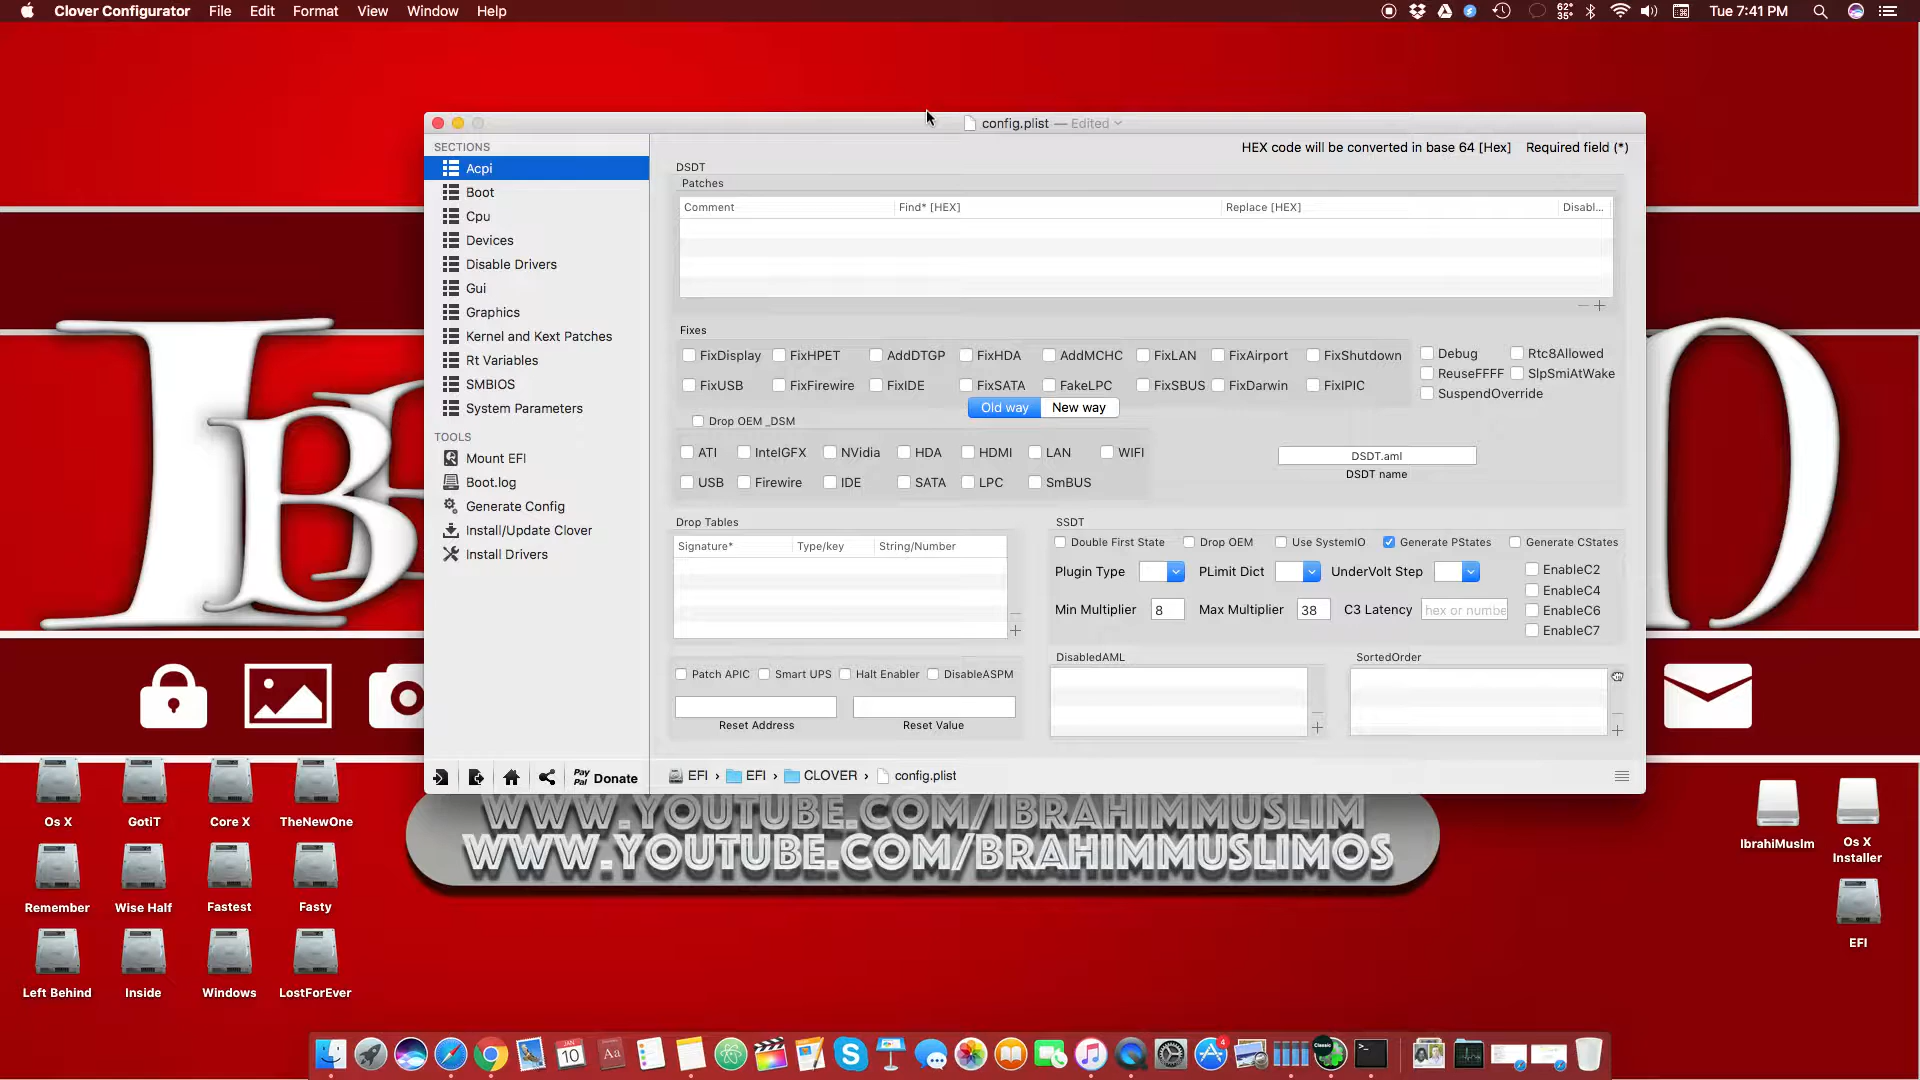 Clover Configurator File Edit Format View Window Help
62° 35° Tue 7:41 PM
config.plist — Edited
SECTIONS
HEX code will be converted in base 64 [Hex] Required field (*)
Acpi
Boot
Cpu
Devices
Disable Drivers
Gui
Graphics
Kernel and Kext Patches
Rt Variables
SMBIOS
System Parameters
TOOLS
Mount EFI
Boot.log
Generate Config
Install/Update Clover
Install Drivers
Pay Pal Donate
DSDT
Patches
Comment Find* [HEX] Replace [HEX] Disabl...
Fixes
FixDisplay FixHPET AddDTGP FixHDA AddMCHC FixLAN FixAirport FixShutdown
FixUSB FixFirewire FixIDE FixSATA FakeLPC FixSBUS FixDarwin FixIPIC
Debug Rtc8Allowed
ReuseFFFF SlpSmiAtWake
SuspendOverride
Old way New way
Drop OEM _DSM
ATI IntelGFX NVidia HDA HDMI LAN WIFI
USB Firewire IDE SATA LPC SmBUS
DSDT.aml
DSDT name
Drop Tables
Signature* Type/key String/Number
SSDT
Double First State Drop OEM Use SystemIO Generate PStates Generate CStates
Plugin Type PLimit Dict UnderVolt Step
EnableC2
EnableC4
EnableC6
EnableC7
Min Multiplier 8 Max Multiplier 38 C3 Latency hex or numbe
Patch APIC Smart UPS Halt Enabler DisableASPM
Reset Address Reset Value
DisabledAML
SortedOrder
EFI › EFI › CLOVER › config.plist
WWW.YOUTUBE.COM/IBRAHIMMUSLIM
WWW.YOUTUBE.COM/BRAHIMMUSLIMOS
Os X GotiT Core X TheNewOne
Remember Wise Half Fastest Fasty
Left Behind Inside Windows LostForEver
IbrahiMuslm
Os X
Installer
EFI
JAN
10
Aa
4
Classic